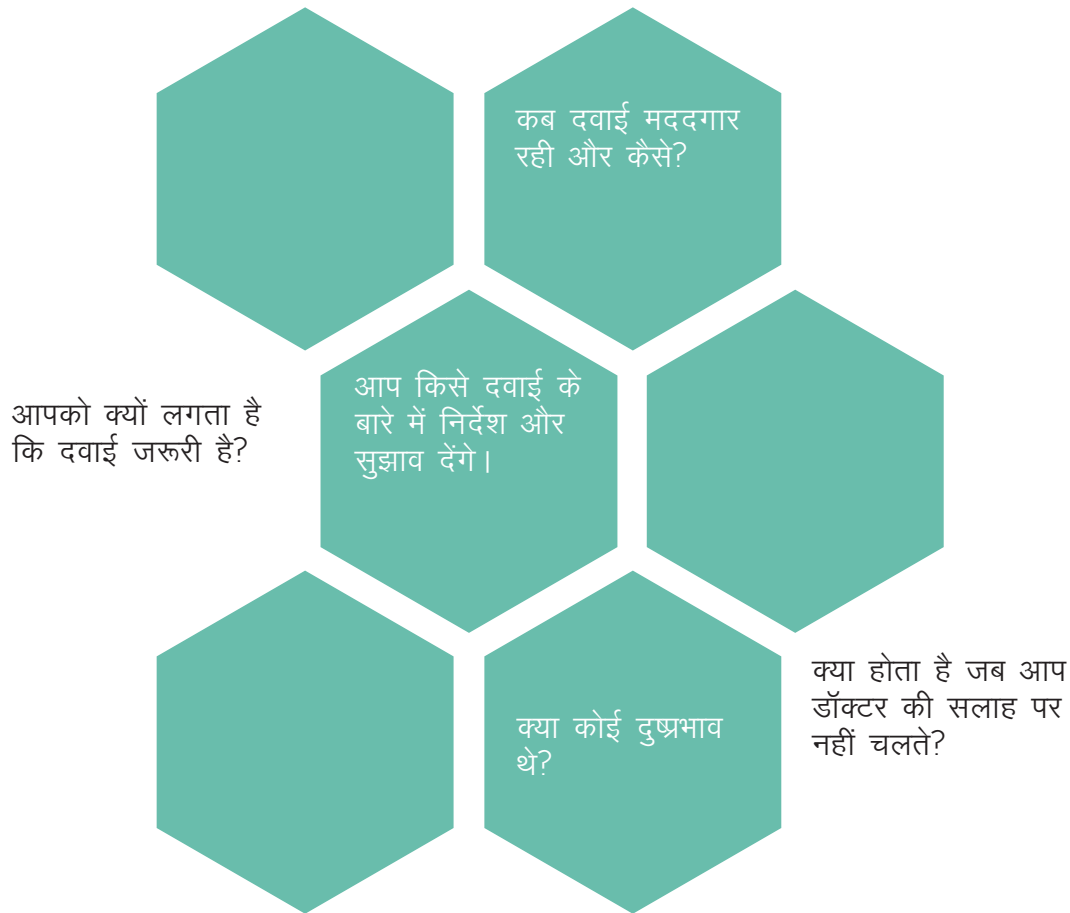 कब दवाई मददगार
रही और कैसे?
आपको क्यों लगता है
कि दवाई जरूरी है?
आप किसे दवाई के
बारे में निर्देश और
सुझाव देंगे।
क्या होता है जब आप
डॉक्टर की सलाह पर
नहीं चलते?
क्या कोई दुष्प्रभाव
थे?